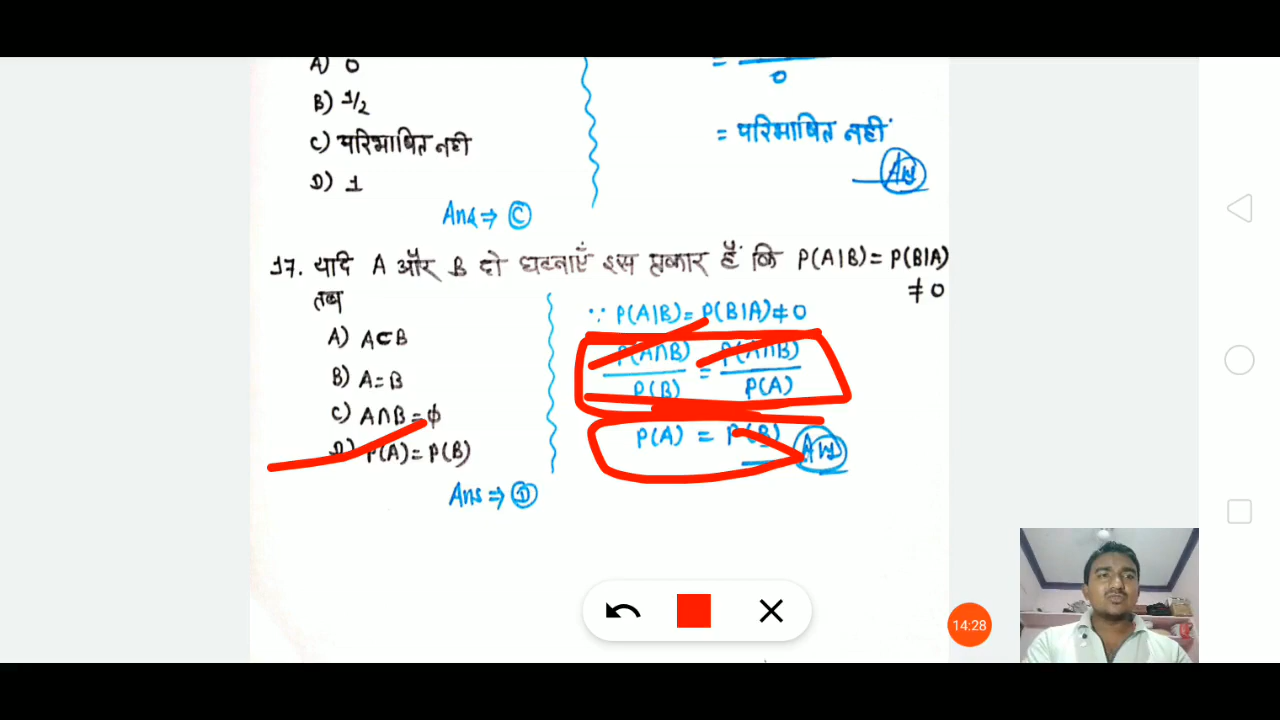 A) 0
B) 1/2
C) परिभाषित नहीं
D) 1
Ans ⇒ C
=
0
= परिभाषित नहीं
Ans
17. यदि A और B दो घटनाएँ इस प्रकार हैं कि P(A|B) = P(B|A) ≠ 0
तब
A) A⊂B
B) A=B
C) A∩B=ϕ
D) P(A) = P(B)
Ans ⇒ D
∵ P(A|B) = P(B|A) ≠ 0
P(A∩B)/P(B) = P(A∩B)/P(A)
P(A) = P(B)
Ans
14:28